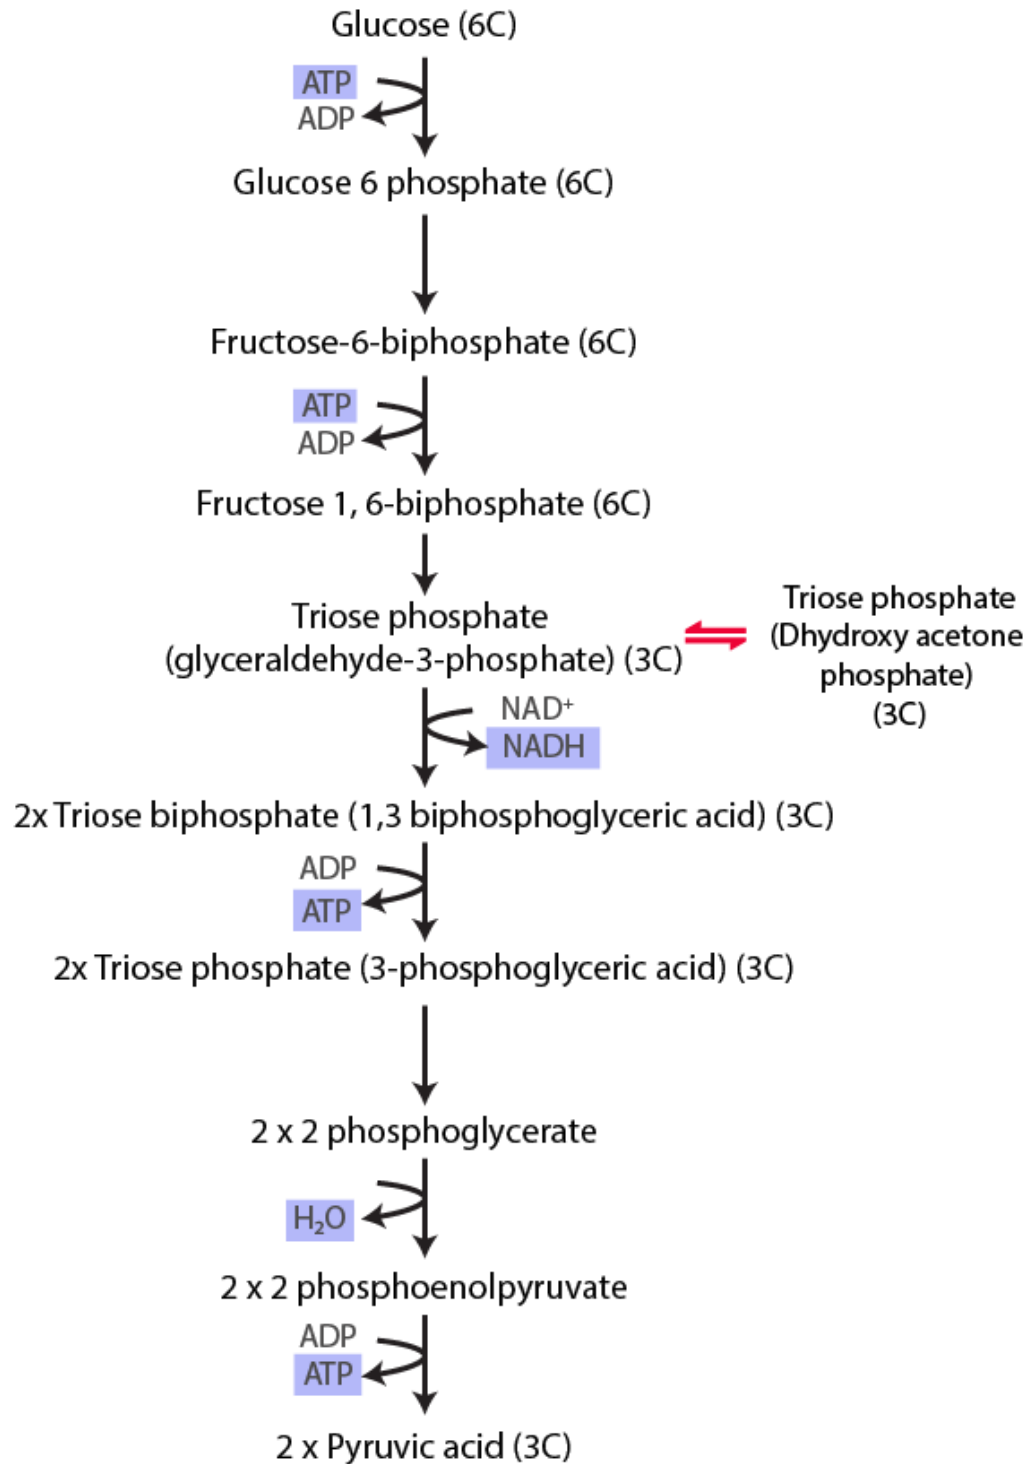 Glucose (6C)
ATP
ADP
Glucose 6 phosphate (6C)
Fructose-6-biphosphate (6C)
ATP
ADP
Fructose 1, 6-biphosphate (6C)
Triose phosphate
(glyceraldehyde-3-phosphate) (3C)
Triose phosphate
(Dhydroxy acetone
phosphate)
(3C)
NAD⁺
NADH
2x Triose biphosphate (1,3 biphosphoglyceric acid) (3C)
ADP
ATP
2x Triose phosphate (3-phosphoglyceric acid) (3C)
2 x 2 phosphoglycerate
H₂O
2 x 2 phosphoenolpyruvate
ADP
ATP
2 x Pyruvic acid (3C)